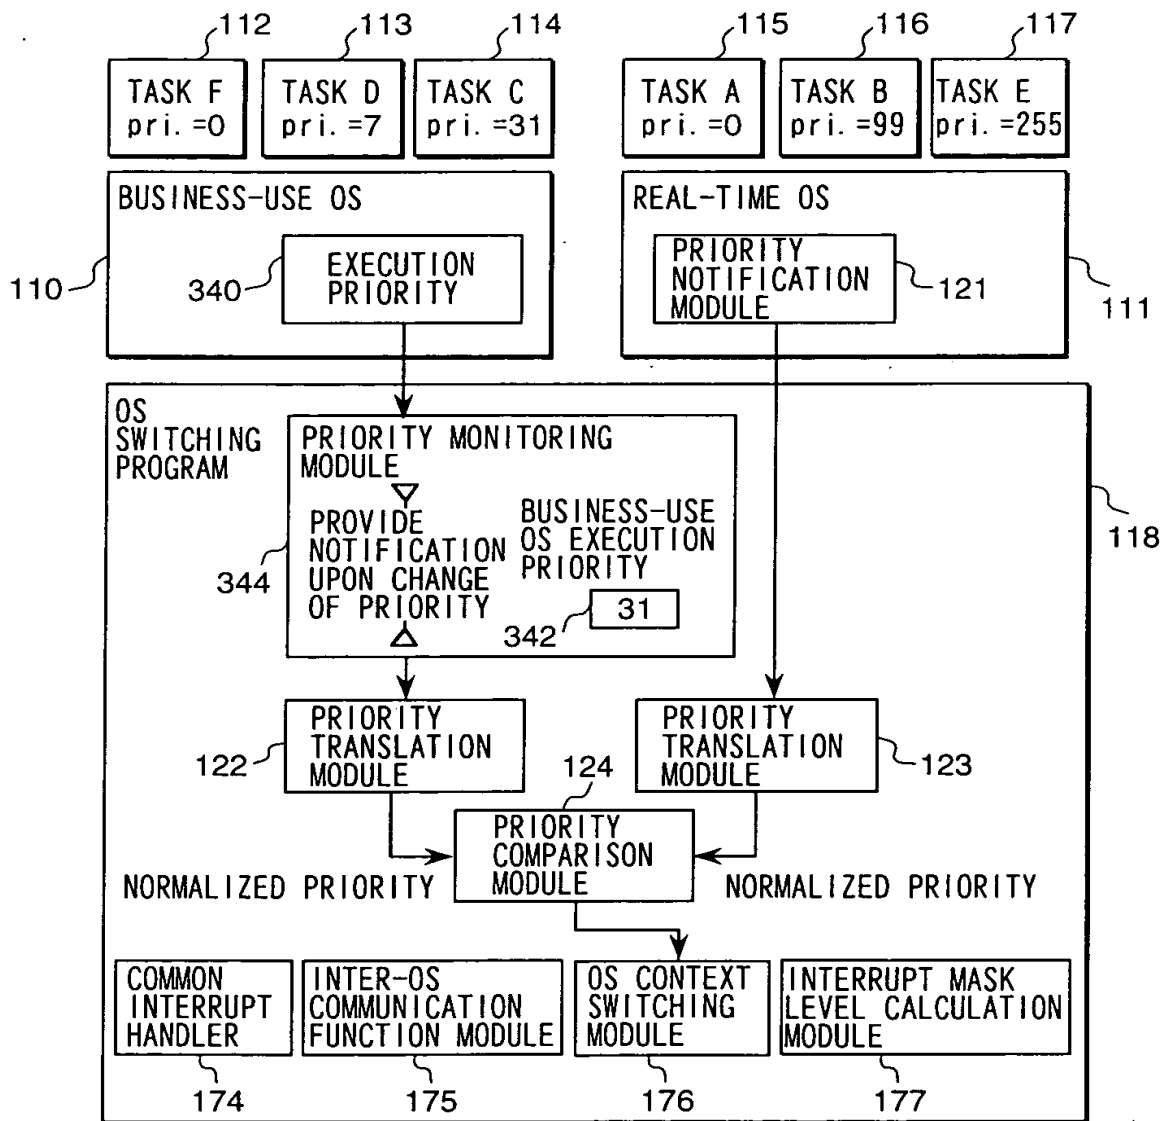 112
113
114
115
116
117
TASK F
pri.=0
TASK D
pri.=7
TASK C
pri.=31
TASK A
pri.=0
TASK B
pri.=99
TASK E
pri.=255
BUSINESS-USE OS
EXECUTION
PRIORITY
110
340
REAL-TIME OS
PRIORITY
NOTIFICATION
MODULE
121
111
OS
SWITCHING
PROGRAM
118
PRIORITY MONITORING
MODULE
PROVIDE
NOTIFICATION
UPON CHANGE
OF PRIORITY
344
BUSINESS-USE
OS EXECUTION
PRIORITY
31
342
PRIORITY
TRANSLATION
MODULE
122
PRIORITY
TRANSLATION
MODULE
123
124
PRIORITY
COMPARISON
MODULE
NORMALIZED PRIORITY
NORMALIZED PRIORITY
COMMON
INTERRUPT
HANDLER
INTER-OS
COMMUNICATION
FUNCTION MODULE
OS CONTEXT
SWITCHING
MODULE
INTERRUPT MASK
LEVEL CALCULATION
MODULE
174
175
176
177